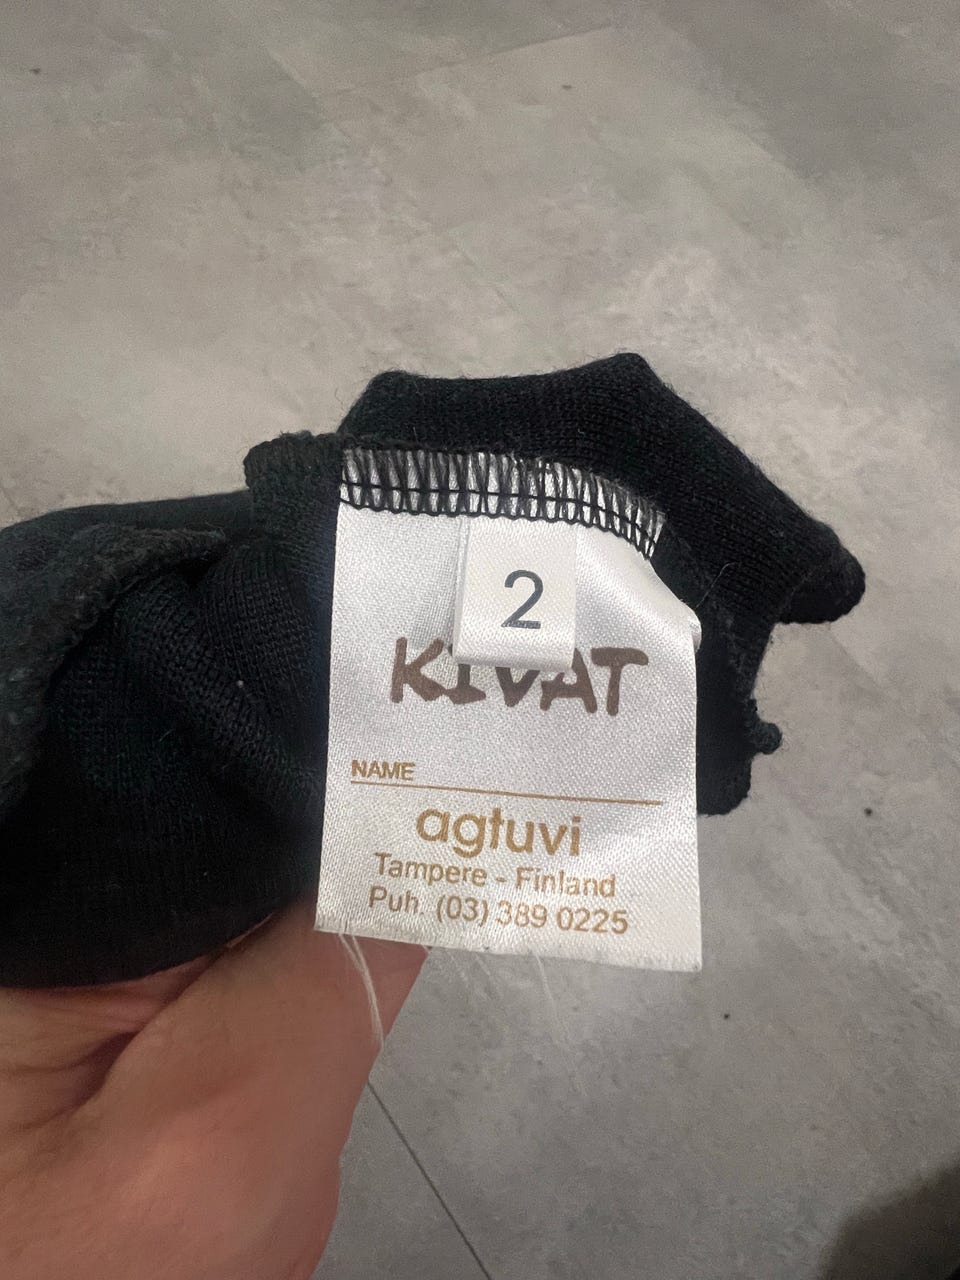 2
KIVAT
NAME
agtuvi
Tampere - Finland
Puh. (03) 389 0225